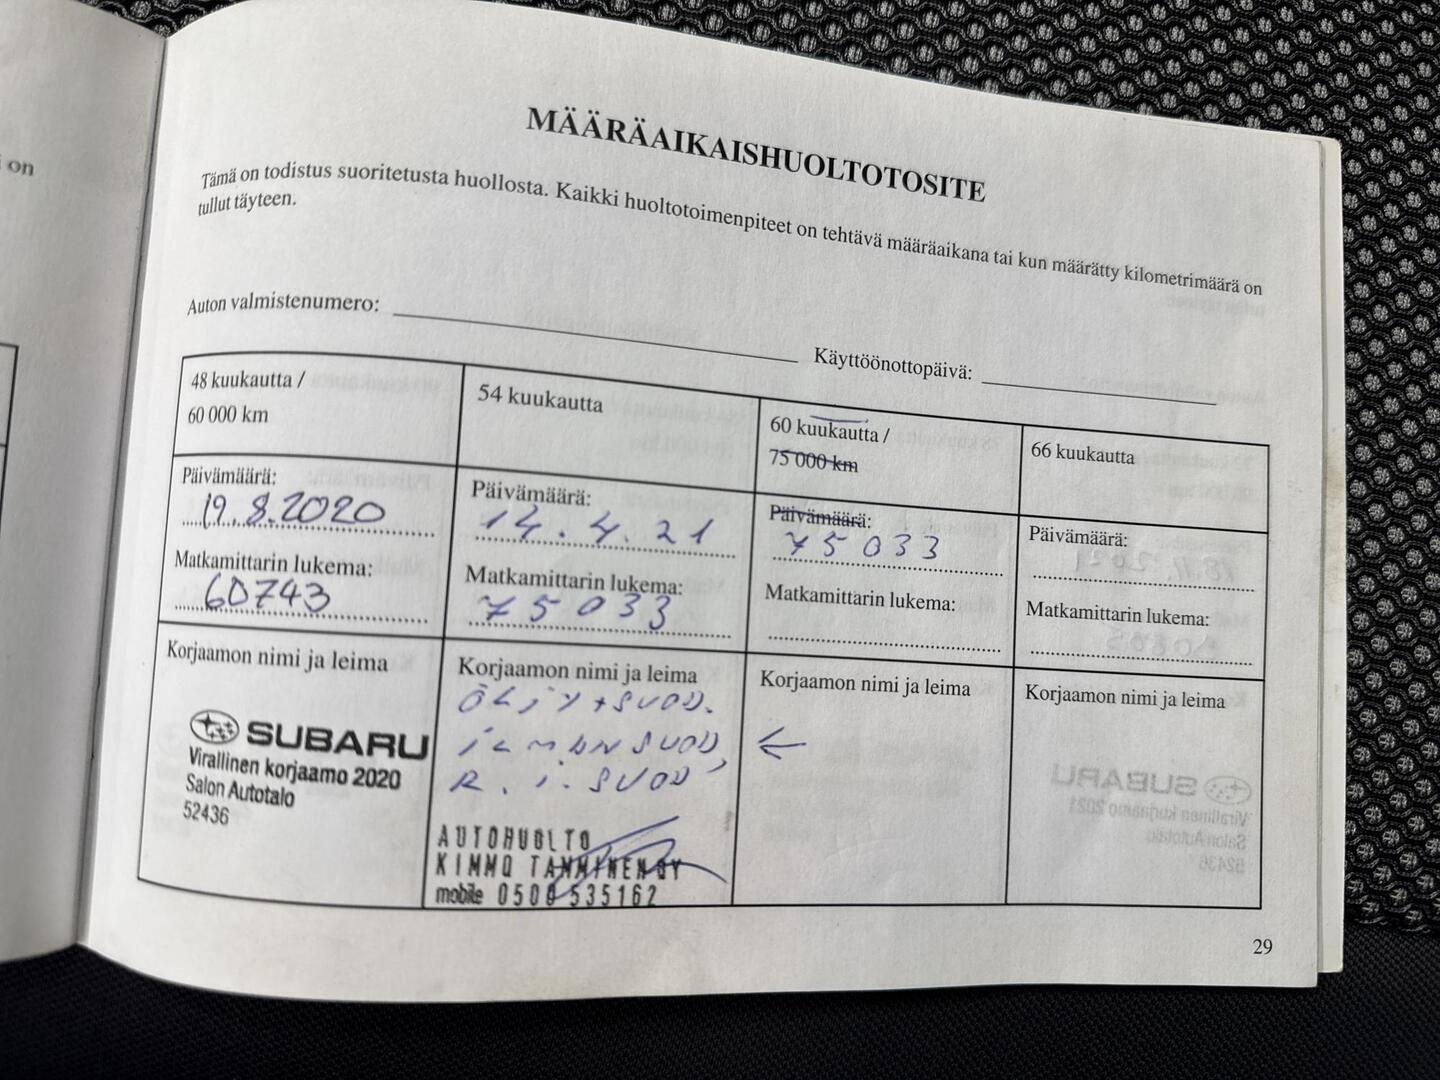 on
MÄÄRÄAIKAISHUOLTOTOSITE
Tämä on todistus suoritetusta huollosta. Kaikki huoltotoimenpiteet on tehtävä määräaikana tai kun määrätty kilometrimäärä on
tullut täyteen.
Auton valmistenumero:
Käyttöönottopäivä:
48 kuukautta /
60 000 km
Päivämäärä:
19.8.2020
Matkamittarin lukema:
60743
Korjaamon nimi ja leima
SUBARU
Virallinen korjaamo 2020
Salon Autotalo
52436
54 kuukautta
Päivämäärä:
14.4.21
Matkamittarin lukema:
75033
Korjaamon nimi ja leima
ÖLJY+SUOD.
ILMANSUOD,
R.I.SUOD
AUTOHUOLTO
KIMMO TAMMINEN OY
mobile 0500 535162
60 kuukautta /
75 000 km
Päivämäärä:
75033
Matkamittarin lukema:
Korjaamon nimi ja leima
←
66 kuukautta
Päivämäärä:
Matkamittarin lukema:
Korjaamon nimi ja leima
29